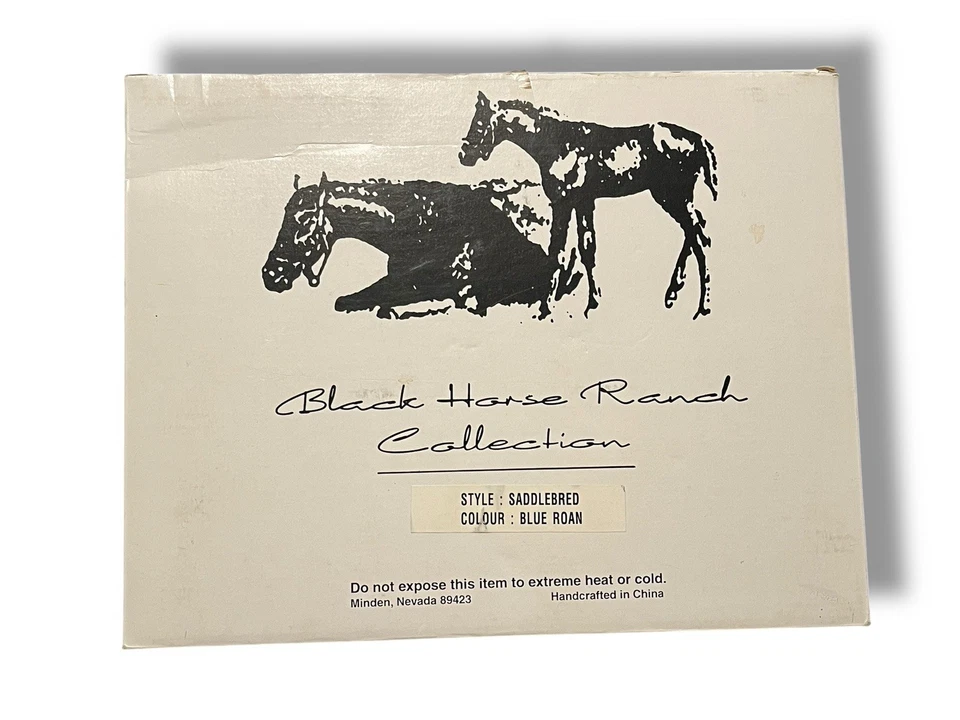 Black Horse Ranch
Collection
STYLE : SADDLEBRED
COLOUR : BLUE ROAN
Do not expose this item to extreme heat or cold.
Minden, Nevada 89423 Handcrafted in China